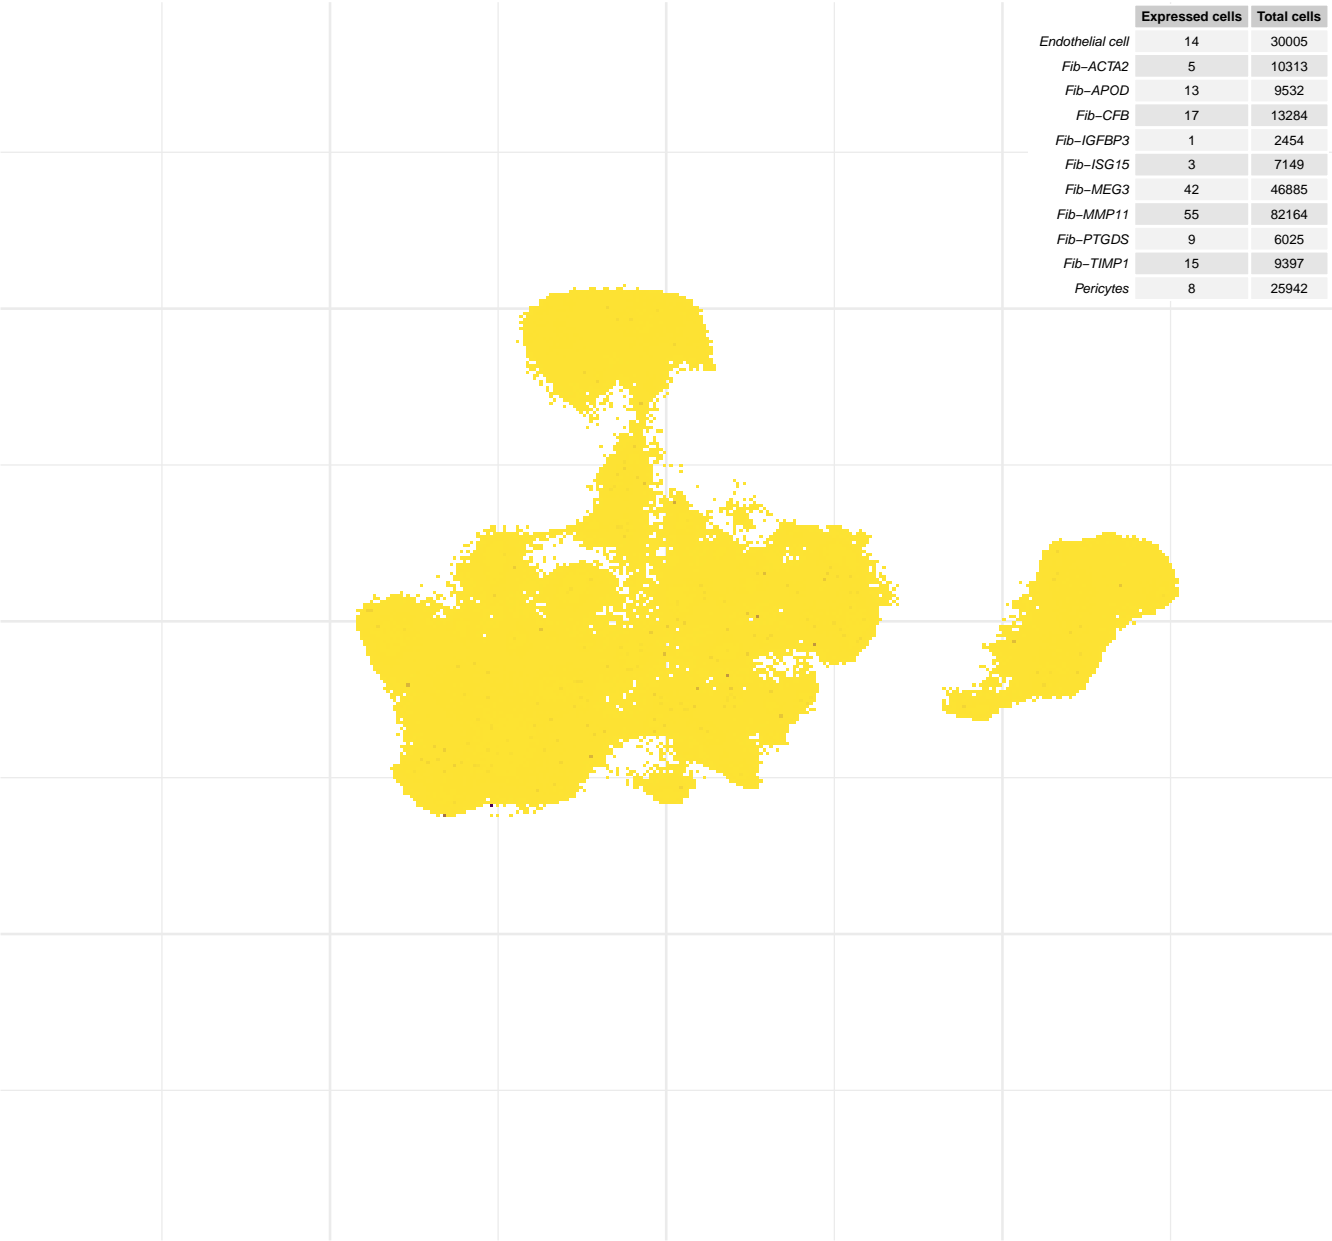 Expressed cells Total cells
Endothelial cell 14 30005
Fib−ACTA2 5 10313
Fib−APOD 13 9532
Fib−CFB 17 13284
Fib−IGFBP3 1 2454
Fib−ISG15 3 7149
Fib−MEG3 42 46885
Fib−MMP11 55 82164
Fib−PTGDS 9 6025
Fib−TIMP1 15 9397
Pericytes 8 25942